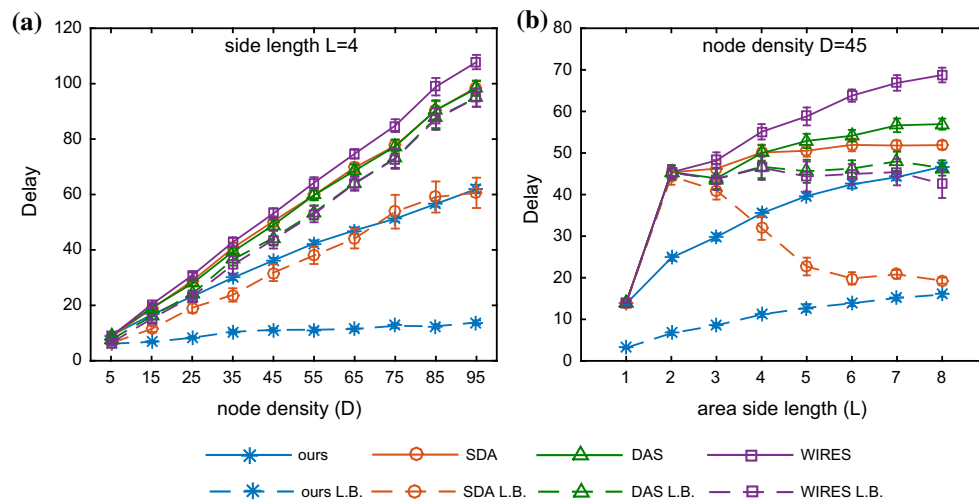 (a)
side length L=4
Delay
120
100
80
60
40
20
0
5 15 25 35 45 55 65 75 85 95
node density (D)
(b)
node density D=45
Delay
80
70
60
50
40
30
20
10
0
1 2 3 4 5 6 7 8
area side length (L)
ours SDA DAS WIRES
ours L.B. SDA L.B. DAS L.B. WIRES L.B.